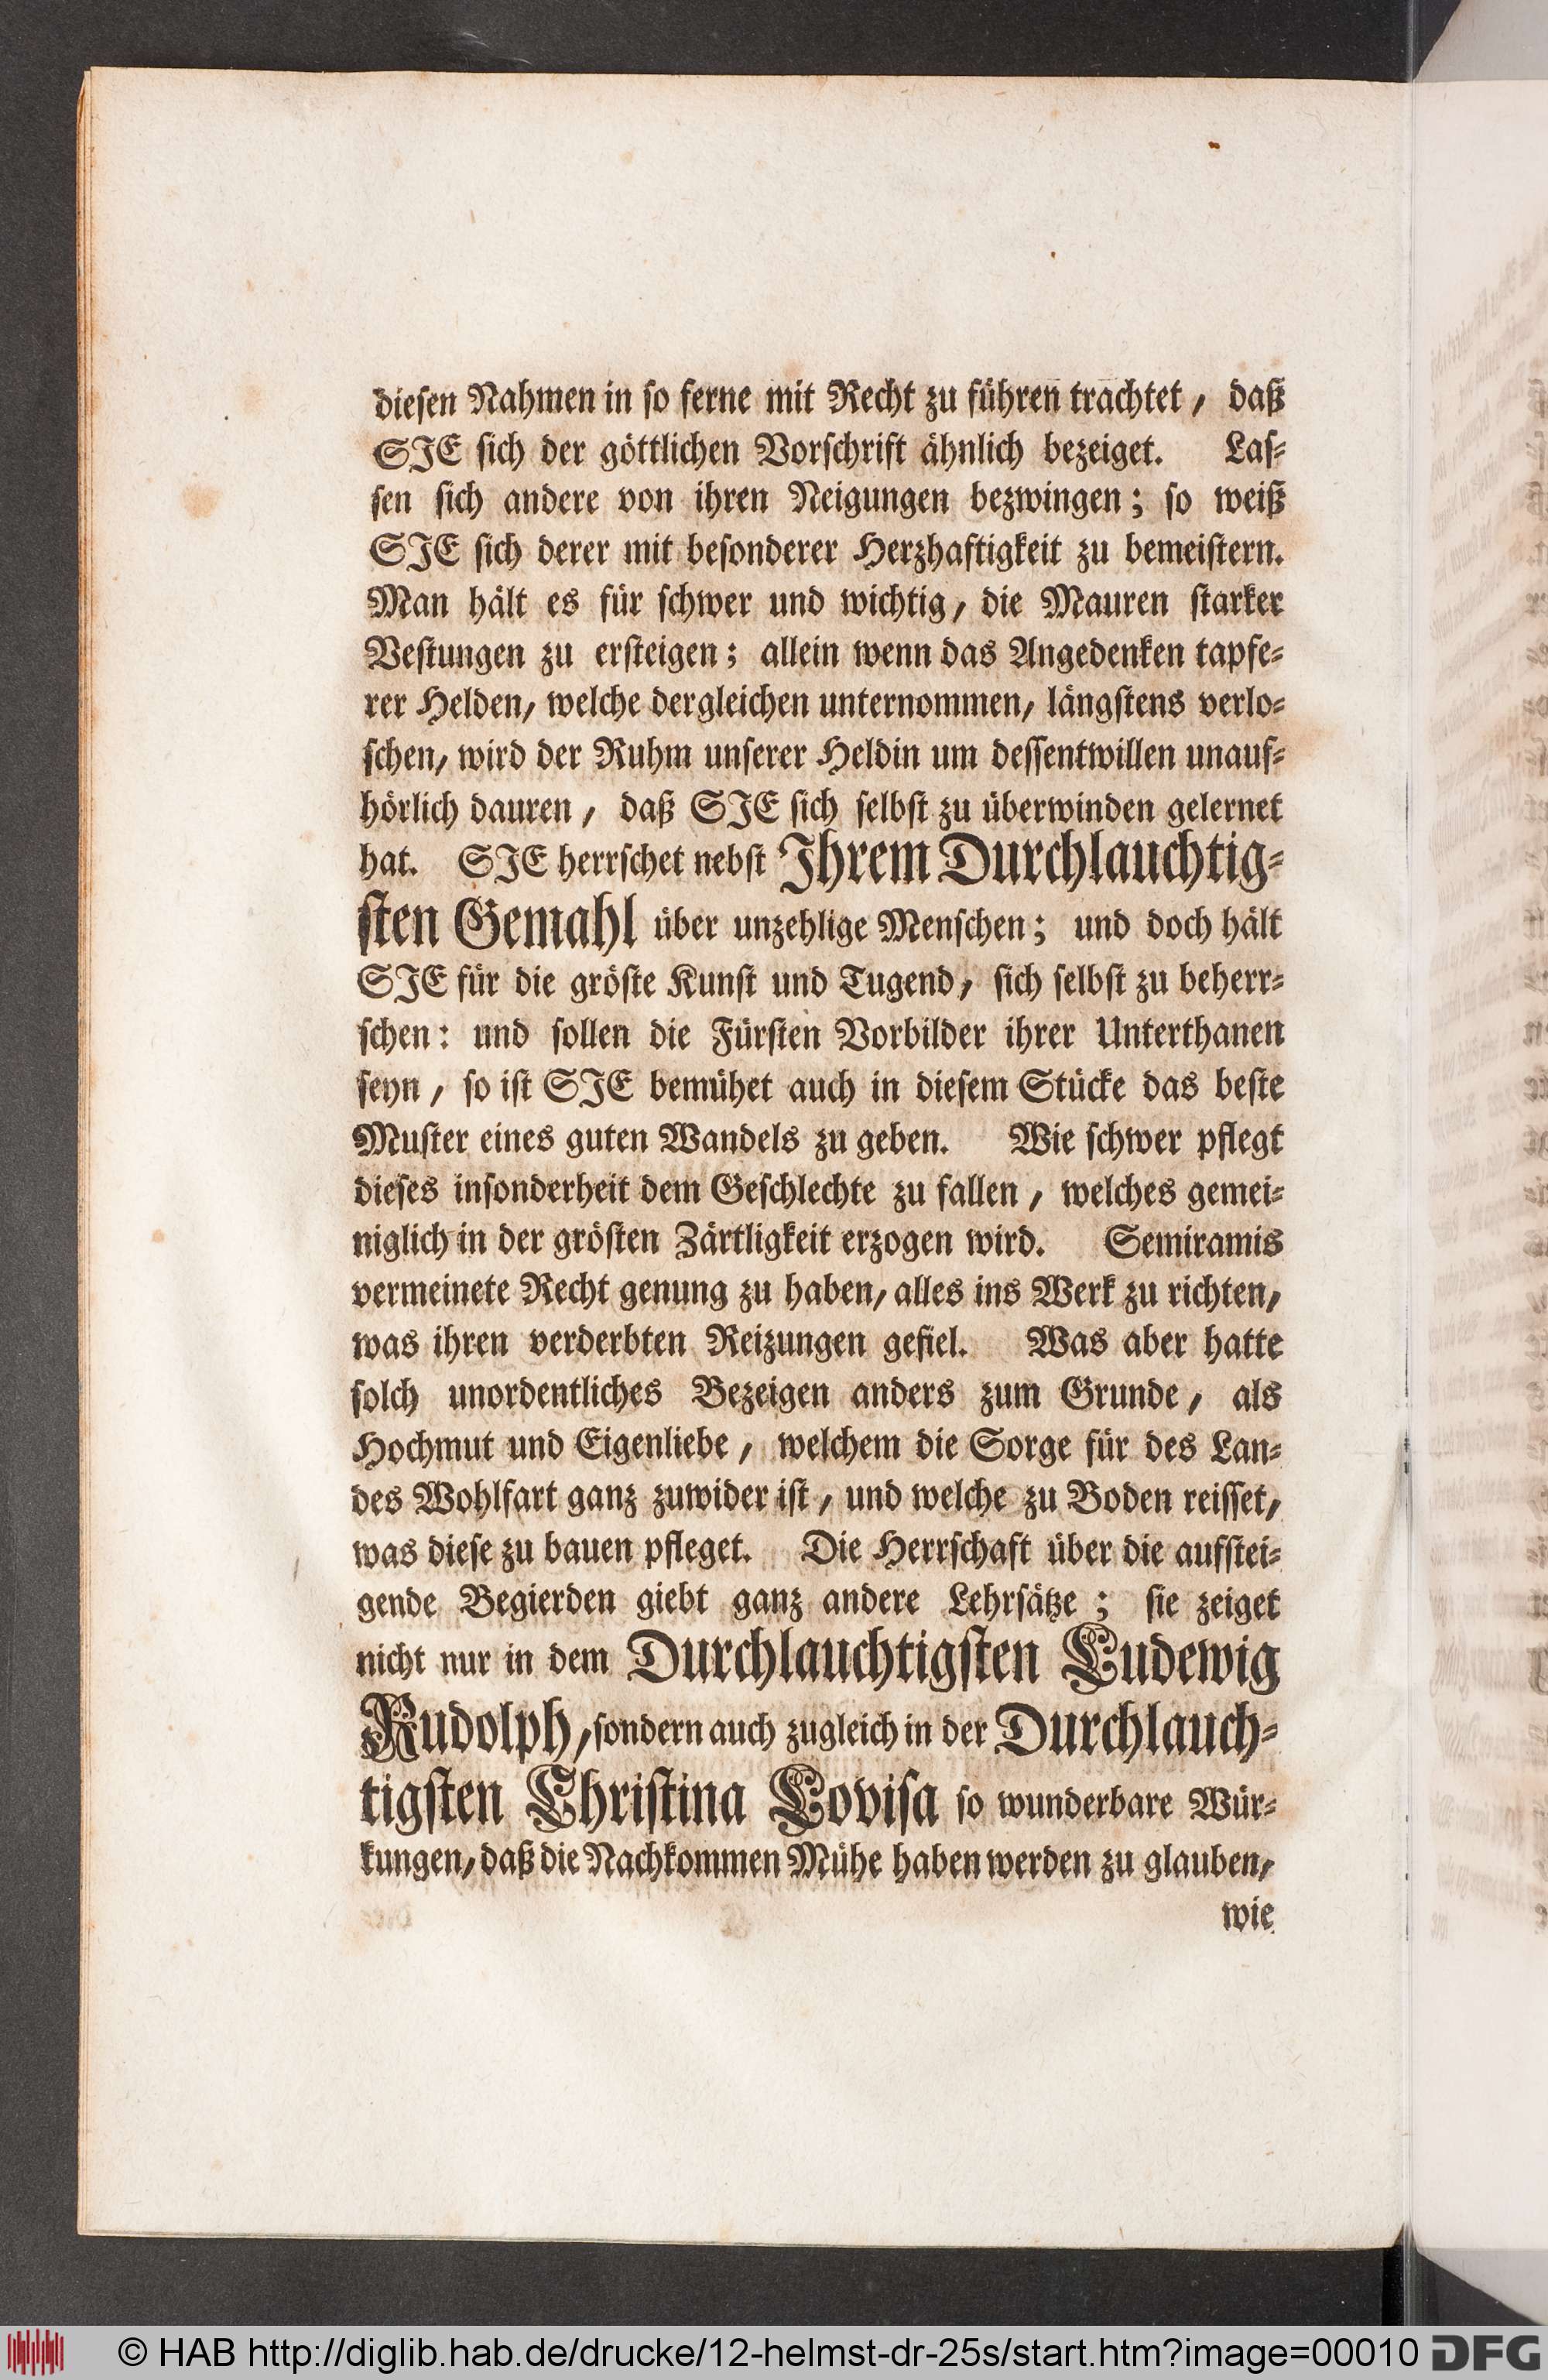 diesen Nahmen in so ferne mit Recht zu führen trachtet / daß
SJE sich der göttlichen Vorschrift ähnlich bezeiget. Las-
sen sich andere von ihren Neigungen bezwingen; so weiß
SJE sich derer mit besonderer Herzhaftigkeit zu bemeistern.
Man hält es für schwer und wichtig/ die Mauren starker
Vestungen zu ersteigen; allein wenn das Angedenken tapfe-
rer Helden/ welche dergleichen unternommen/ längstens verlo-
schen/ wird der Ruhm unserer Heldin um dessentwillen unauf-
hörlich dauren / daß SJE sich selbst zu überwinden gelernet
hat. SJE herrschet nebst Jhrem Durchlauchtig-
sten Gemahl über unzehlige Menschen; und doch hält
SJE für die gröste Kunst und Tugend/ sich selbst zu beherr-
schen: und sollen die Fürsten Vorbilder ihrer Unterthanen
seyn / so ist SJE bemühet auch in diesem Stücke das beste
Muster eines guten Wandels zu geben. Wie schwer pflegt
dieses insonderheit dem Geschlechte zu fallen / welches gemei-
niglich in der grösten Zärtligkeit erzogen wird. Semiramis
vermeinete Recht genung zu haben/ alles ins Werk zu richten/
was ihren verderbten Reizungen gefiel. Was aber hatte
solch unordentliches Bezeigen anders zum Grunde/ als
Hochmut und Eigenliebe / welchem die Sorge für des Lan-
des Wohlfart ganz zuwider ist / und welche zu Boden reisset/
was diese zu bauen pfleget. Die Herrschaft über die aufstei-
gende Begierden giebt ganz andere Lehrsätze ; sie zeiget
nicht nur in dem Durchlauchtigsten Ludewig
Rudolph/ sondern auch zugleich in der Durchlauch-
tigsten Christina Lovisa so wunderbare Wür-
kungen/ daß die Nachkommen Mühe haben werden zu glauben/
wie
© HAB http://diglib.hab.de/drucke/12-helmst-dr-25s/start.htm?image=00010 DFG